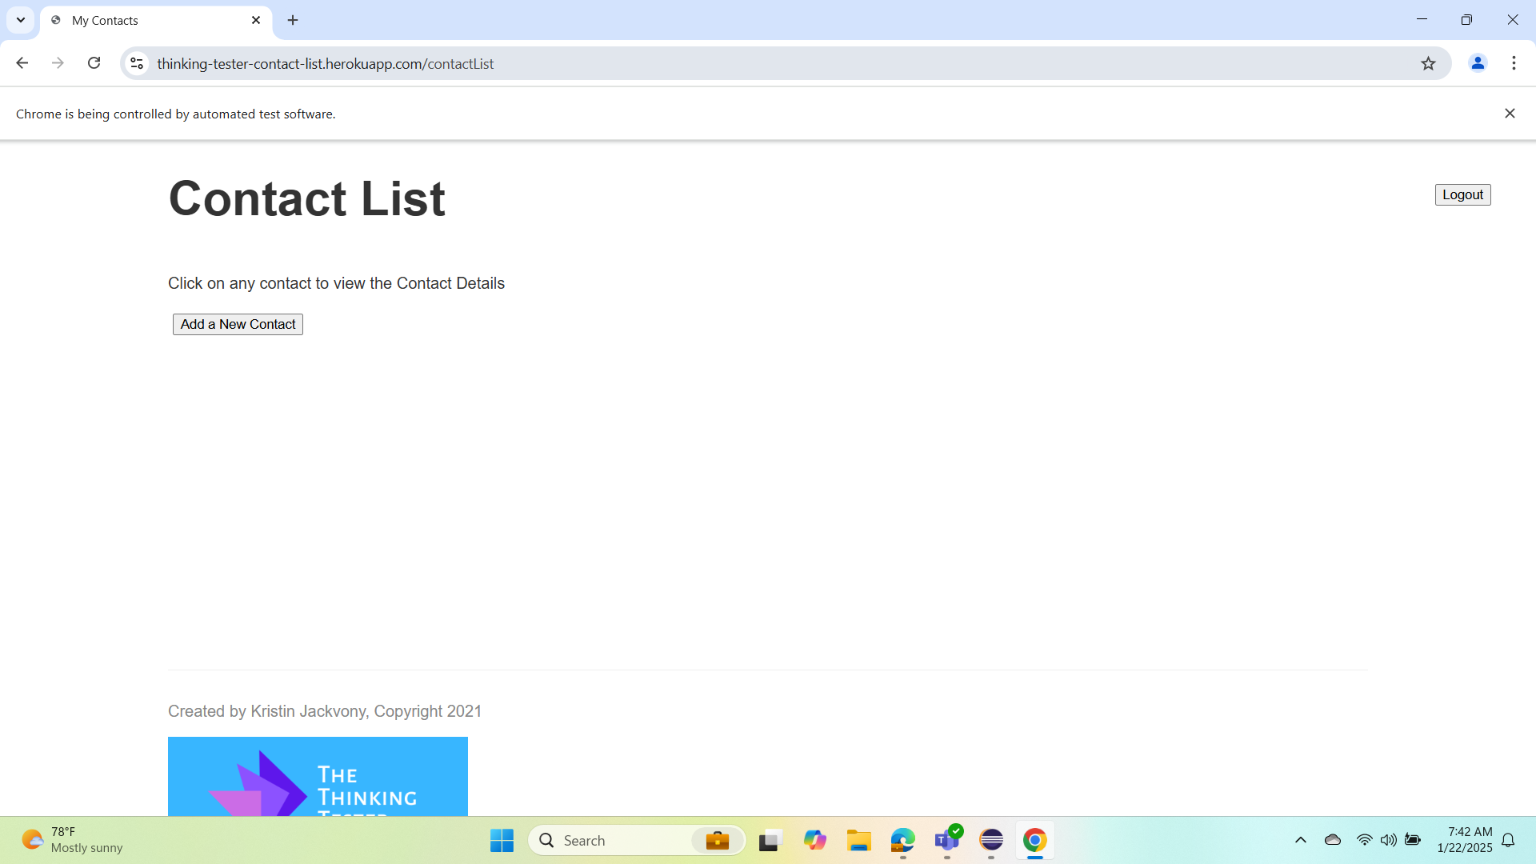 My Contacts
thinking-tester-contact-list.herokuapp.com/contactList
Chrome is being controlled by automated test software.
Contact List
Logout
Click on any contact to view the Contact Details
Add a New Contact
Created by Kristin Jackvony, Copyright 2021
THE
THINKING
TESTER
78°F
Mostly sunny
Search
7:42 AM
1/22/2025